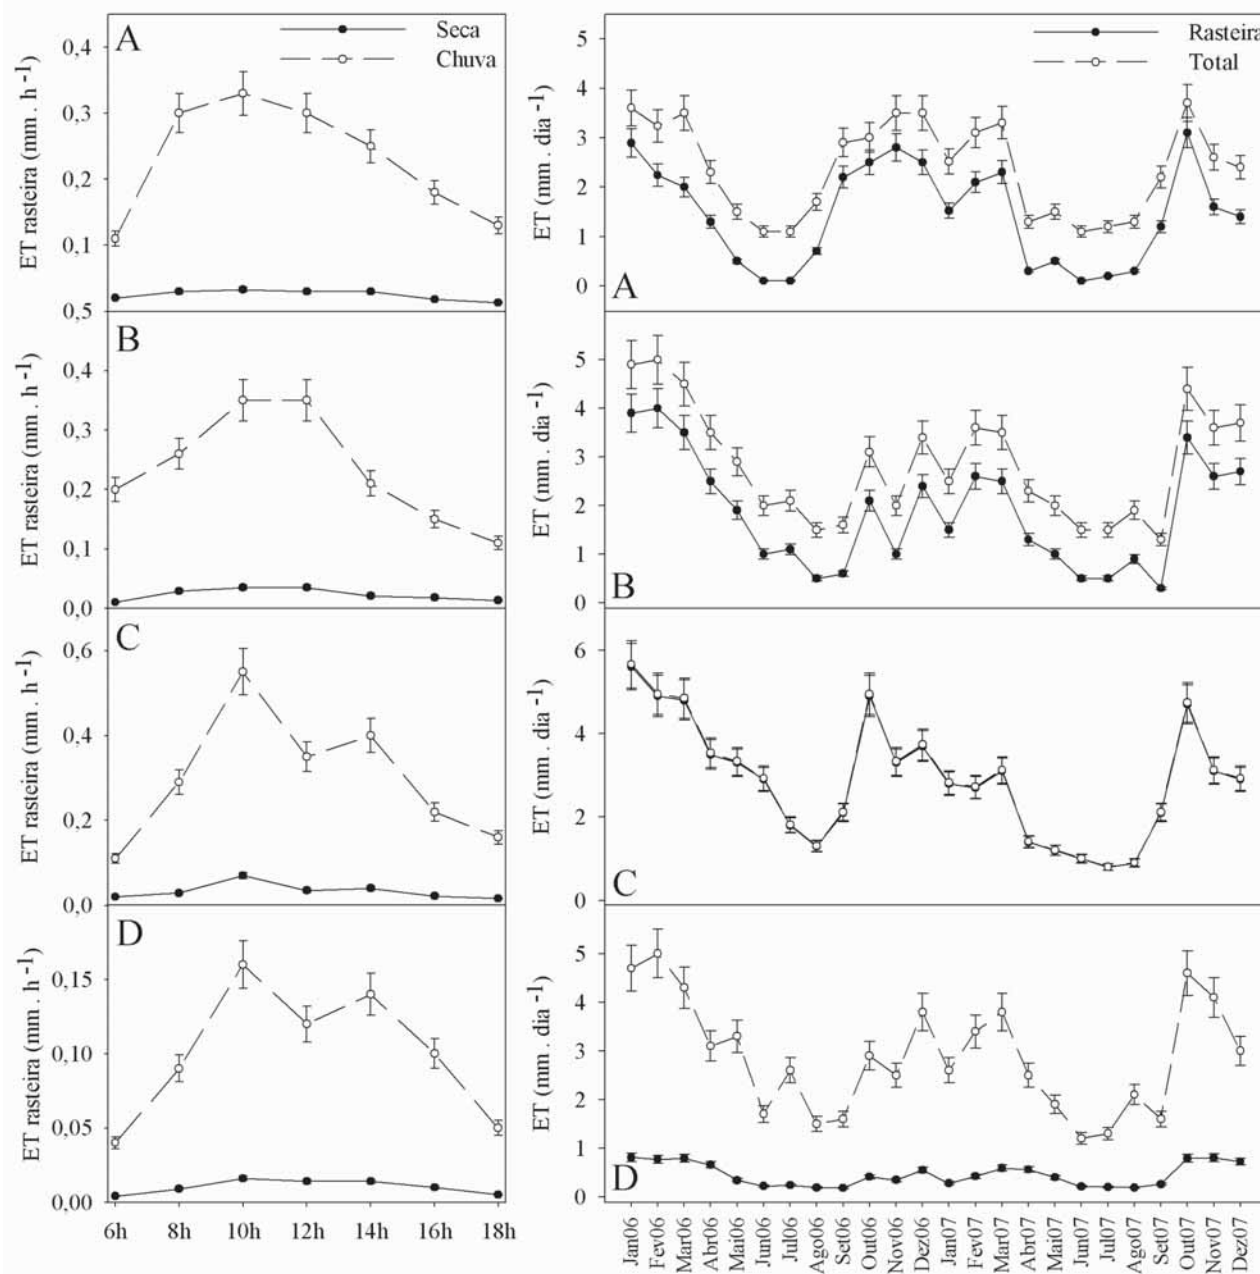 A
Seca
Chuva
ET rasteira (mm . h -1)
0,4
0,3
0,2
0,1
0,5
B
ET rasteira (mm . h -1)
0,4
0,3
0,2
0,1
0,0
C
ET rasteira (mm . h -1)
0,6
0,4
0,2
0,0
D
ET rasteira (mm . h -1)
0,15
0,10
0,05
0,00
6h 8h 10h 12h 14h 16h 18h
Rasteira
Total
ET (mm . dia -1)
5
4
3
2
1
0
A
ET (mm . dia -1)
5
4
3
2
1
0
B
ET (mm . dia -1)
6
4
2
0
C
ET (mm . dia -1)
5
4
3
2
1
0
D
Jan06 Fev06 Mar06 Abr06 Mai06 Jun06 Jul06 Ago06 Set06 Out06 Nov06 Dez06 Jan07 Fev07 Mar07 Abr07 Mai07 Jun07 Jul07 Ago07 Set07 Out07 Nov07 Dez07